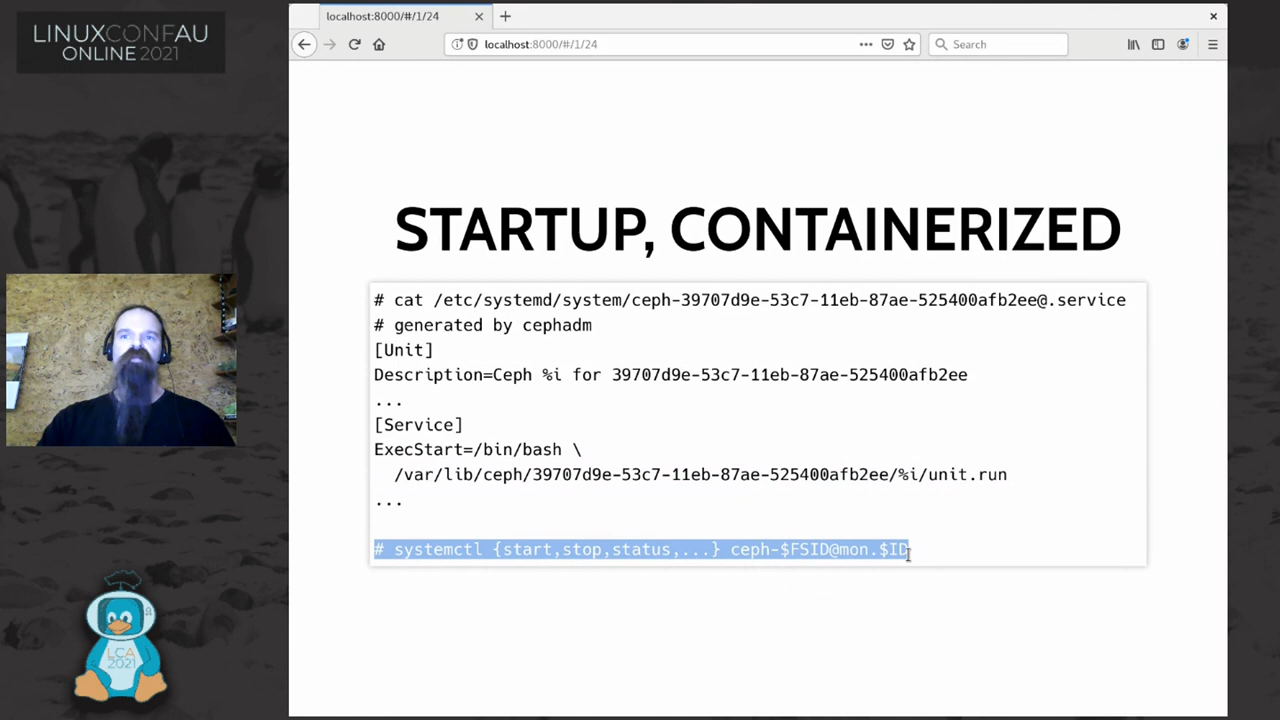 LINUXCONFAU
ONLINE 2021
localhost:8000/#/1/24
localhost:8000/#/1/24
Search
STARTUP, CONTAINERIZED
# cat /etc/systemd/system/ceph-39707d9e-53c7-11eb-87ae-525400afb2ee@.service
# generated by cephadm
[Unit]
Description=Ceph %i for 39707d9e-53c7-11eb-87ae-525400afb2ee
...
[Service]
ExecStart=/bin/bash \
/var/lib/ceph/39707d9e-53c7-11eb-87ae-525400afb2ee/%i/unit.run
...
# systemctl {start,stop,status,...} ceph-$FSID@mon.$ID
LCA
2021